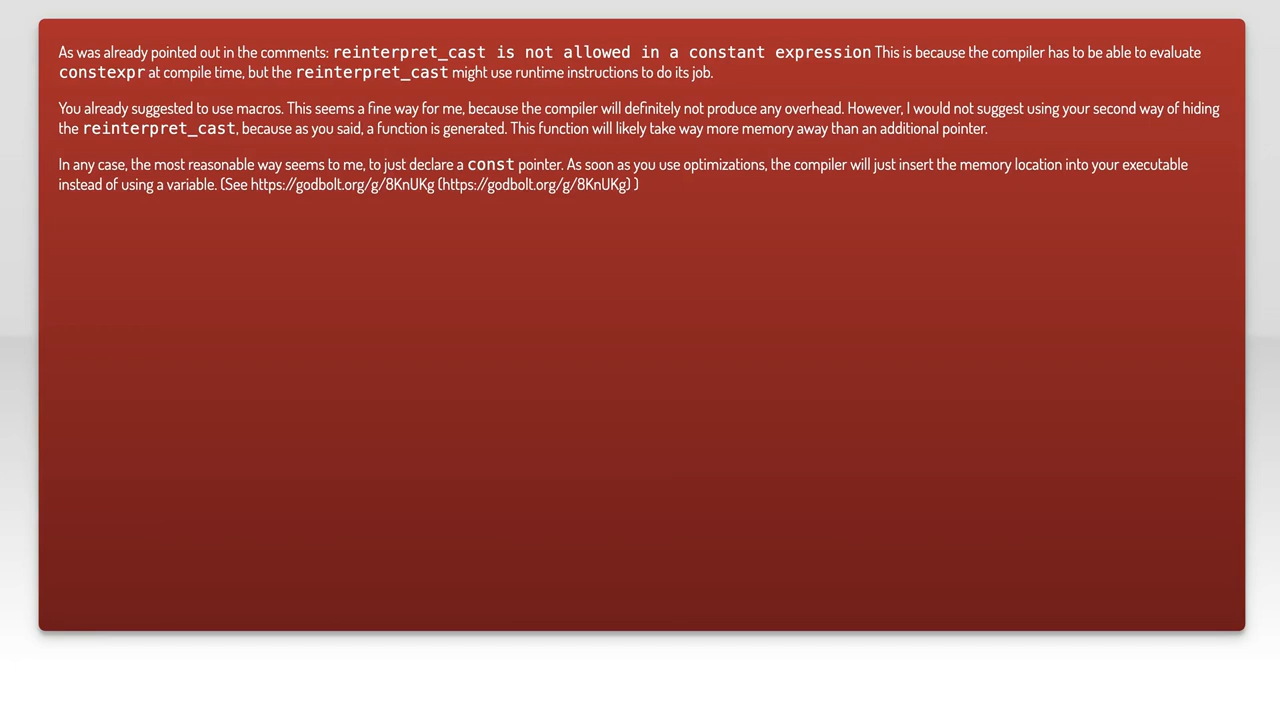 As was already pointed out in the comments: reinterpret_cast is not allowed in a constant expression This is because the compiler has to be able to evaluate
constexpr at compile time, but the reinterpret_cast might use runtime instructions to do its job.
You already suggested to use macros. This seems a fine way for me, because the compiler will definitely not produce any overhead. However, I would not suggest using your second way of hiding
the reinterpret_cast, because as you said, a function is generated. This function will likely take way more memory away than an additional pointer.
In any case, the most reasonable way seems to me, to just declare a const pointer. As soon as you use optimizations, the compiler will just insert the memory location into your executable
instead of using a variable. (See https://godbolt.org/g/8KnUKg (https://godbolt.org/g/8KnUKg) )